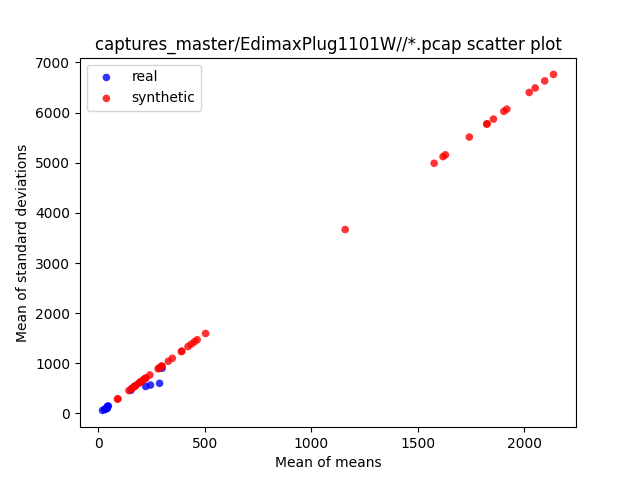 captures_master/EdimaxPlug1101W//*.pcap scatter plot
real
synthetic
Mean of standard deviations
7000
6000
5000
4000
3000
2000
1000
0
0 500 1000 1500 2000
Mean of means